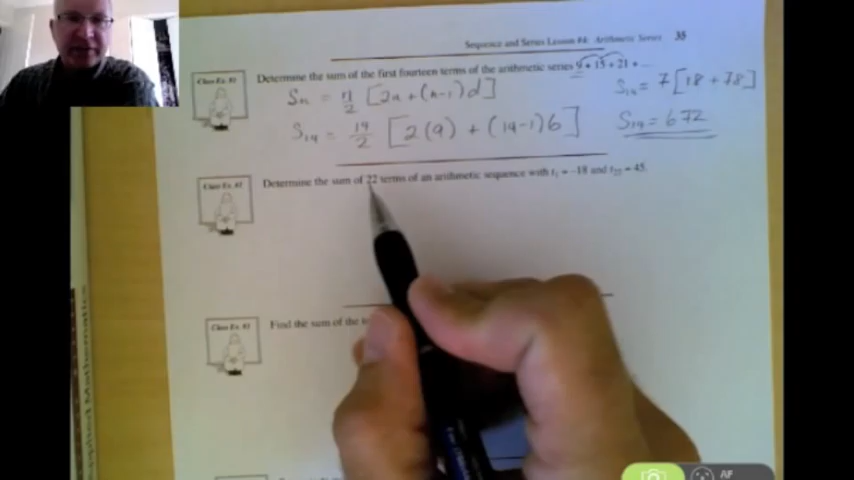 Sequence and Series Lesson #4: Arithmetic Series 35
Class Ex. #1
Determine the sum of the first fourteen terms of the arithmetic series 9 + 15 + 21 + ...
Sn = n/2 [2a + (n-1)d]
S14 = 7[18 + 78]
S14 = 14/2 [2(9) + (14-1)6]
S14 = 672
Class Ex. #2
Determine the sum of 22 terms of an arithmetic sequence with t1 = -18 and t22 = 45.
Class Ex. #3
Find the sum of the
Applied Mathematics
AF